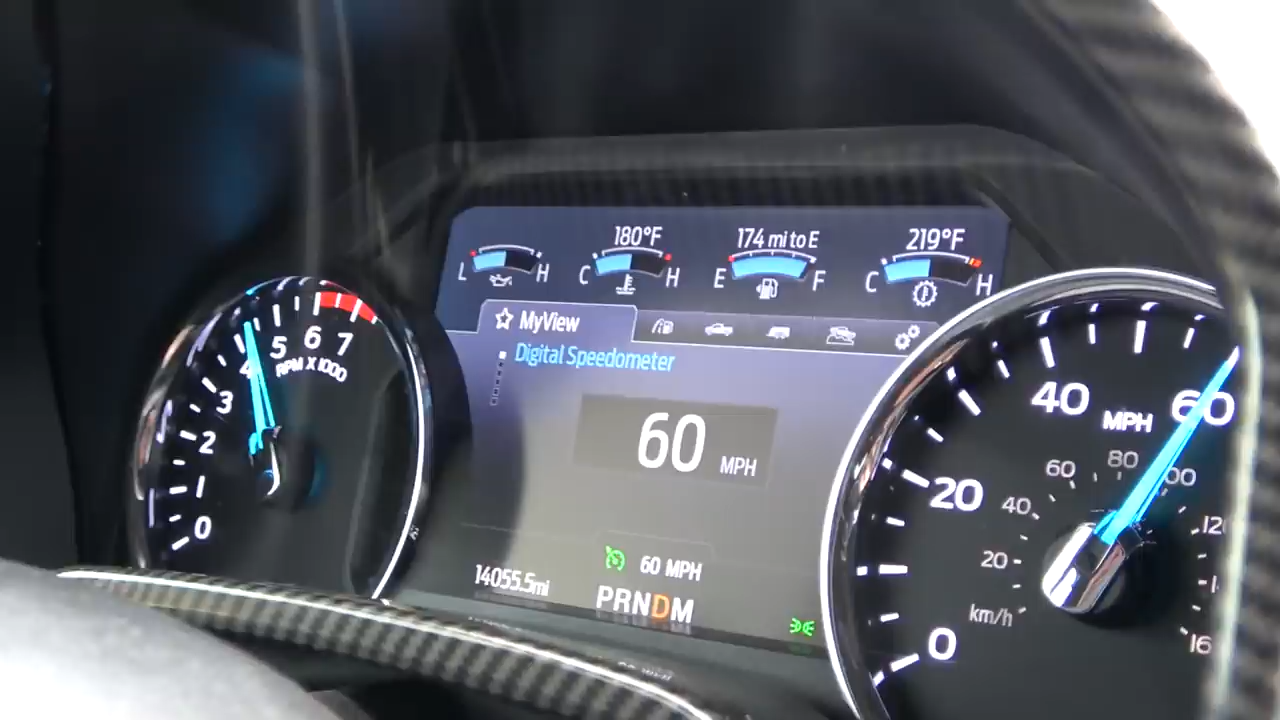 180°F
174 mi to E
219°F
L H
C H
E F
C H
MyView
Digital Speedometer
60 MPH
60 MPH
14055.5mi
PRNDM
0
1
2
3
4
5
6
7
RPM X 1000
0
20
40
60
MPH
20
40
60
80
km/h